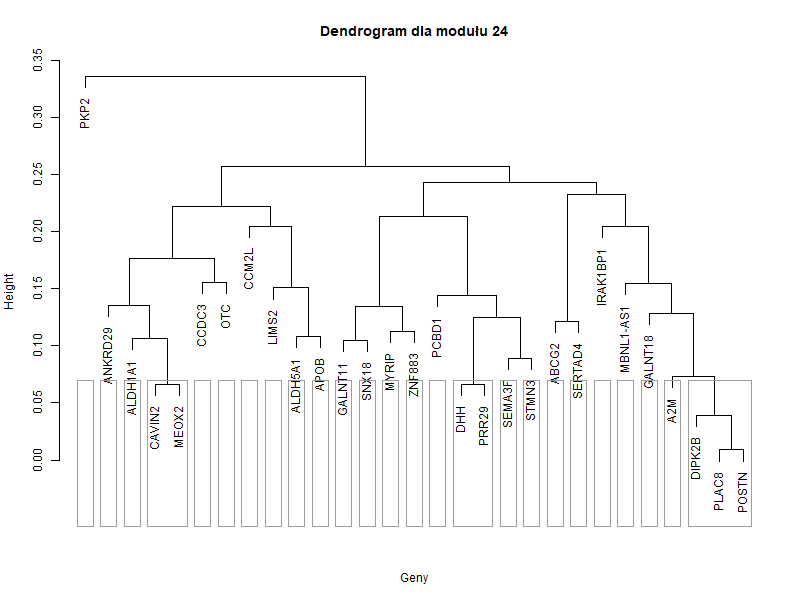 Dendrogram dla modułu 24
Height
0.35
0.30
0.25
0.20
0.15
0.10
0.05
0.00
PKP2
ANKRD29
ALDH1A1
CAVIN2
MEOX2
CCDC3
OTC
CCM2L
LIMS2
ALDH5A1
APOB
GALNT11
SNX18
MYRIP
ZNF883
PCBD1
DHH
PRR29
SEMA3F
STMN3
ABCG2
SERTAD4
IRAK1BP1
MBNL1-AS1
GALNT18
A2M
DIPK2B
PLAC8
POSTN
Geny